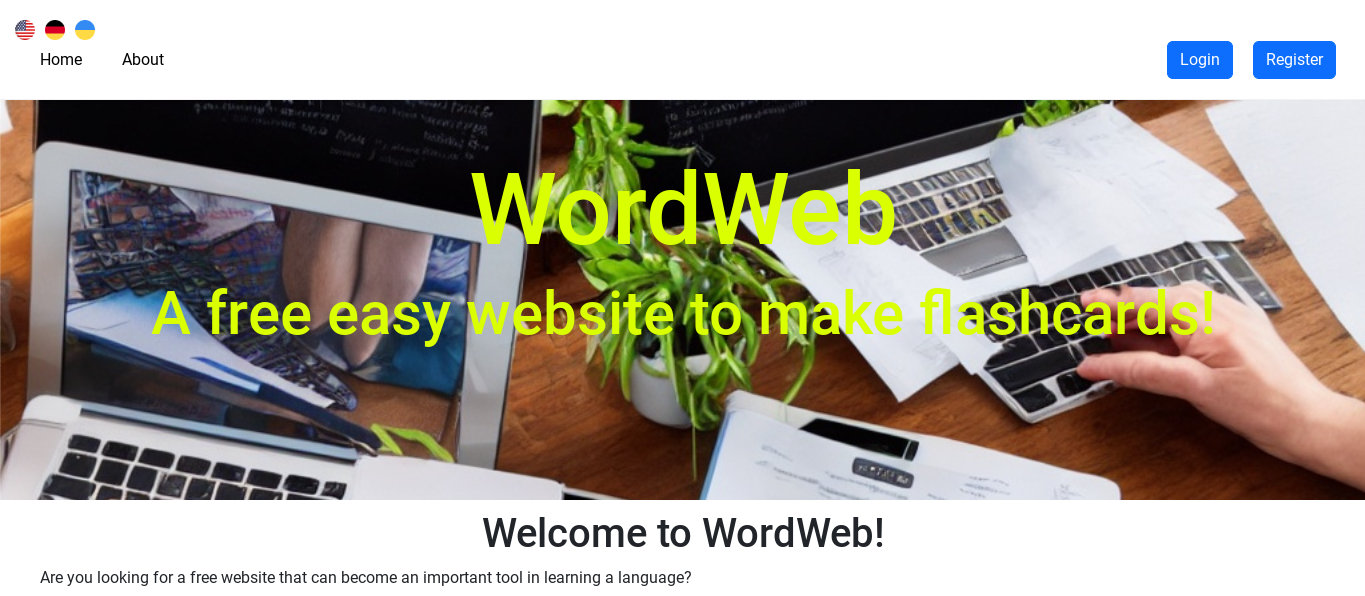 Home About Login Register
WordWeb
A free easy website to make flashcards!
Welcome to WordWeb!
Are you looking for a free website that can become an important tool in learning a language?